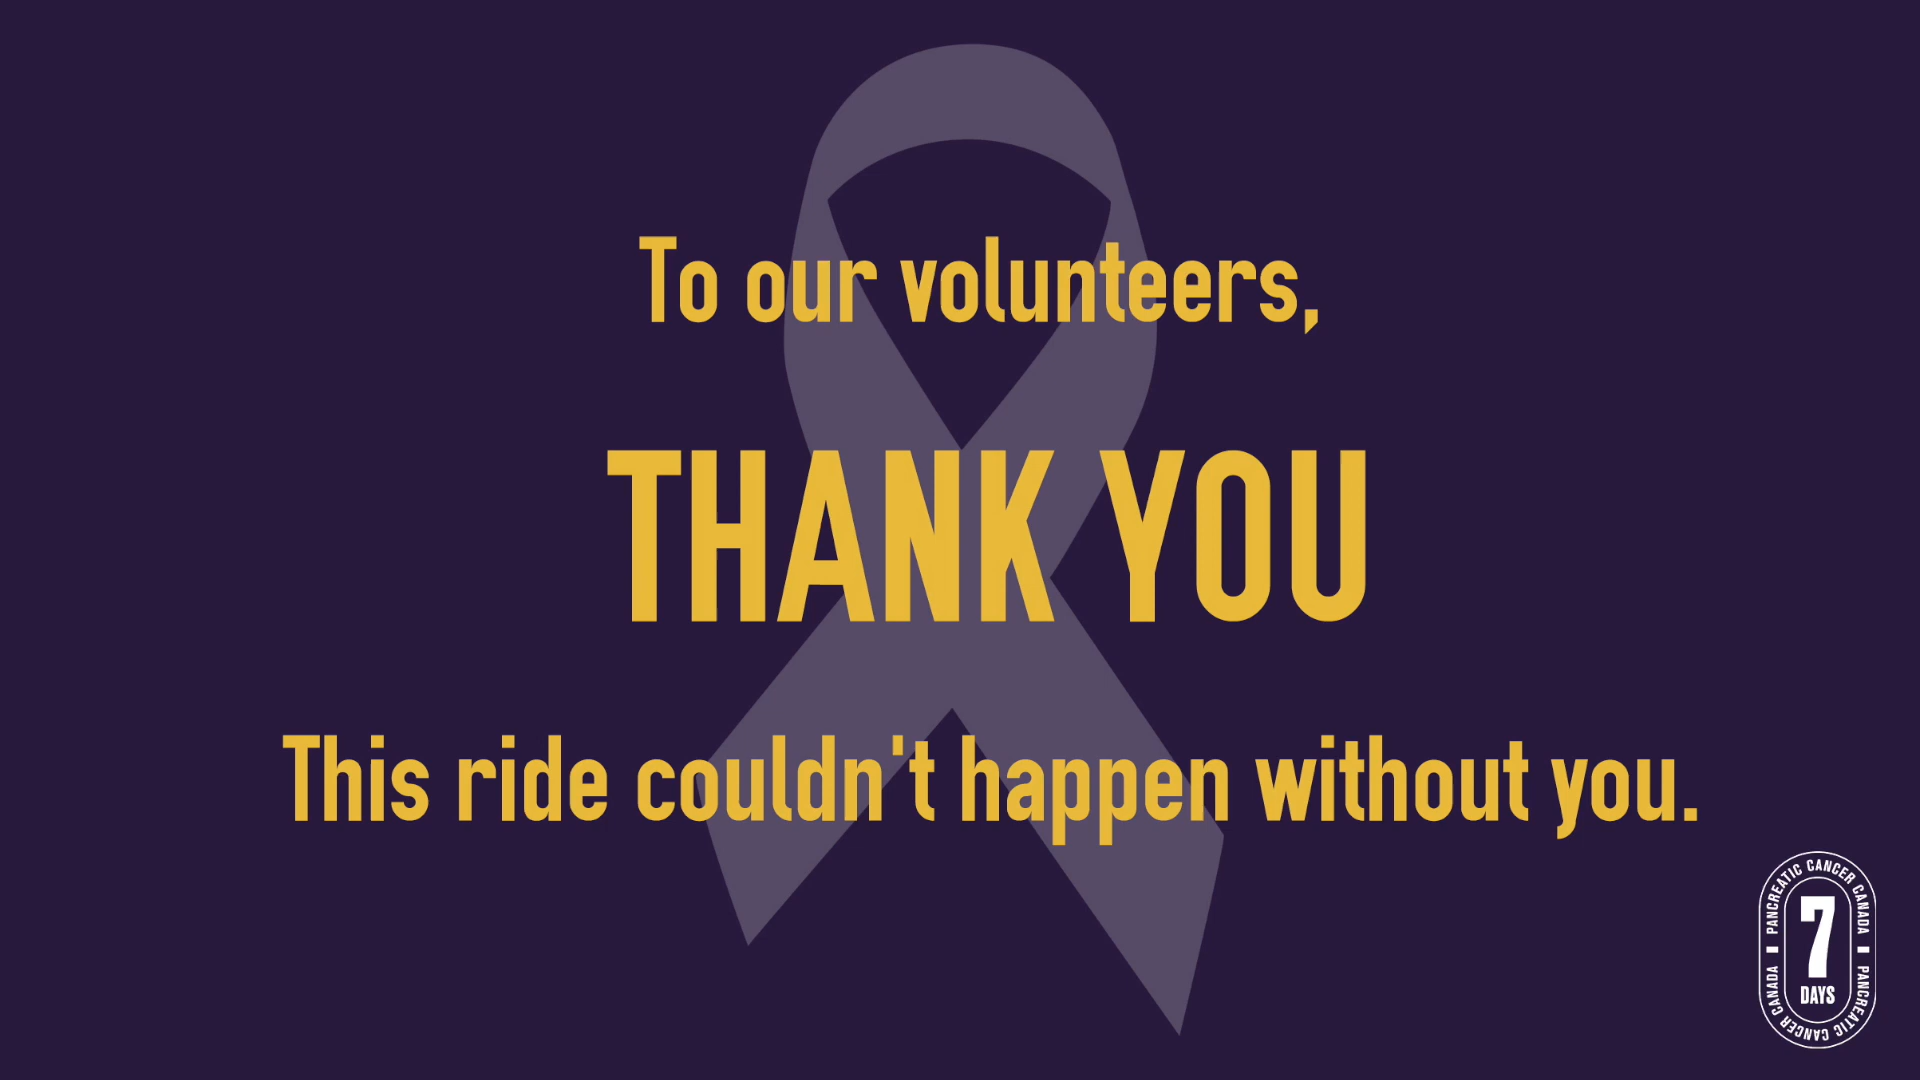 To our volunteers,
THANK YOU
This ride couldn't happen without you.
PANCREATIC CANCER CANADA
PANCREATIC CANCER CANADA
7
DAYS